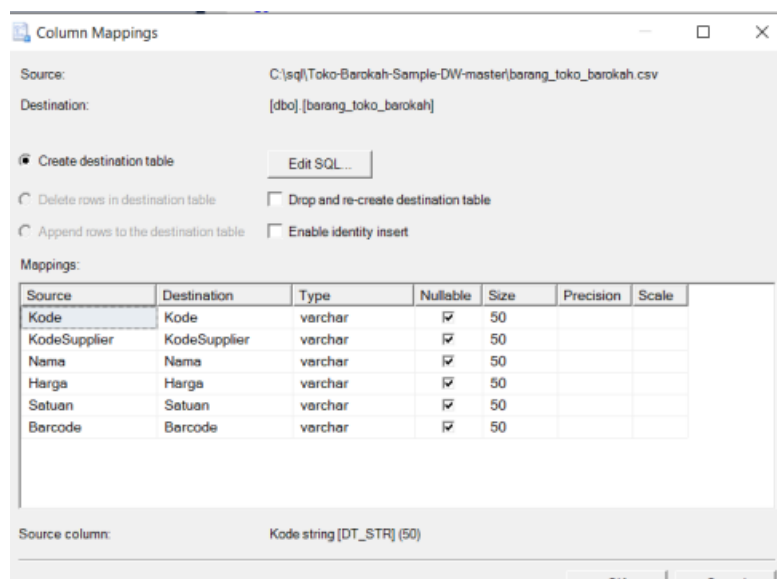 Column Mappings
Source: C:\sql\Toko-Barokah-Sample-DW-master\barang_toko_barokah.csv
Destination: [dbo].[barang_toko_barokah]
Create destination table Edit SQL...
Delete rows in destination table Drop and re-create destination table
Append rows to the destination table Enable identity insert
Mappings:
Source Destination Type Nullable Size Precision Scale
Kode Kode varchar 50
KodeSupplier KodeSupplier varchar 50
Nama Nama varchar 50
Harga Harga varchar 50
Satuan Satuan varchar 50
Barcode Barcode varchar 50
Source column: Kode string [DT_STR] (50)